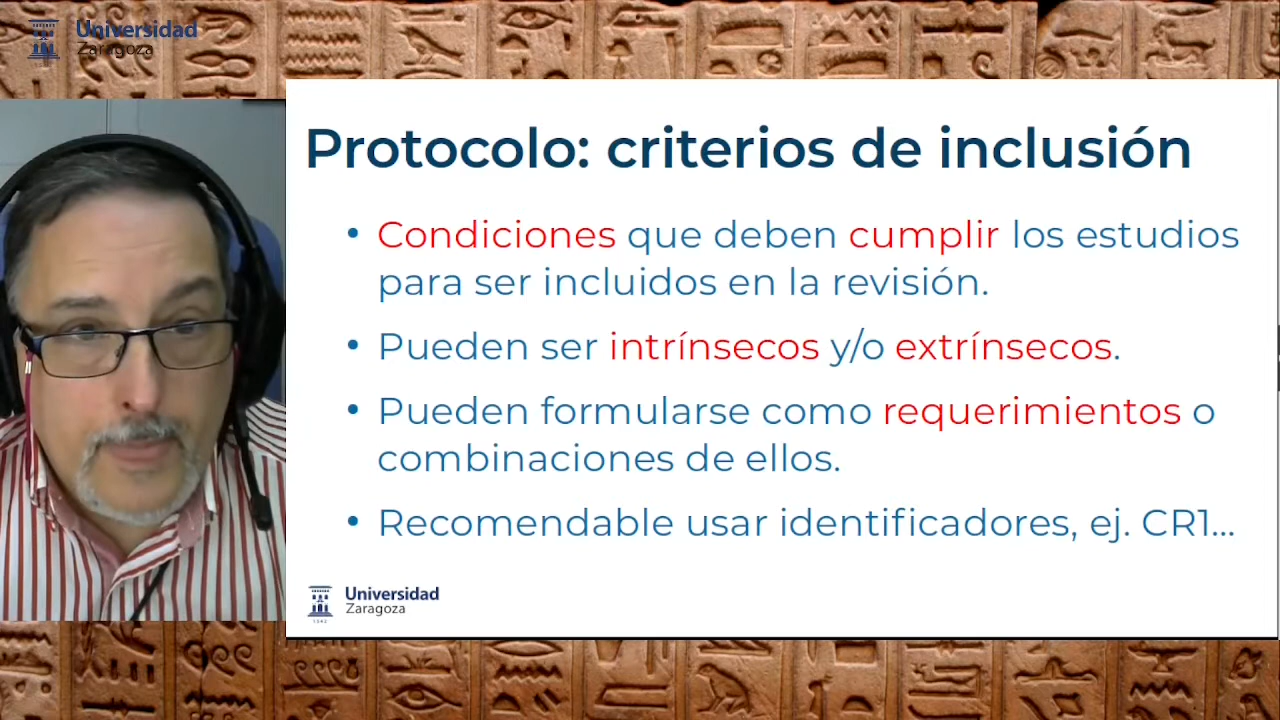 Universidad
Zaragoza
Protocolo: criterios de inclusión
• Condiciones que deben cumplir los estudios
para ser incluidos en la revisión.
• Pueden ser intrínsecos y/o extrínsecos.
• Pueden formularse como requerimientos o
combinaciones de ellos.
• Recomendable usar identificadores, ej. CR1...
Universidad
Zaragoza
1542